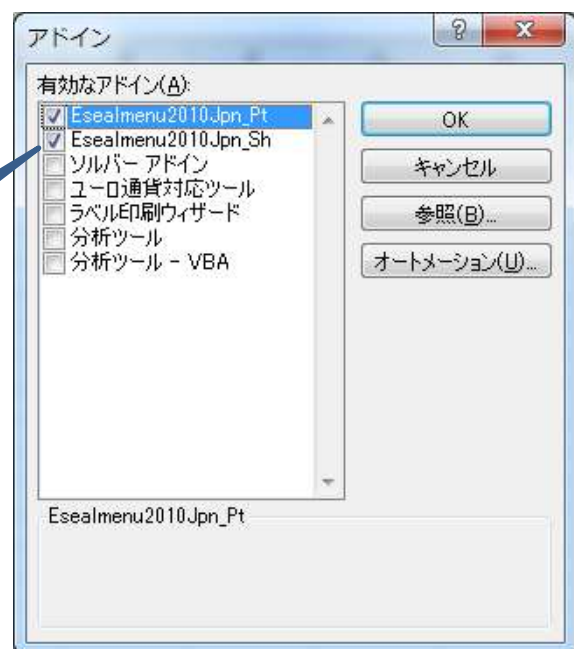 アドイン
有効なアドイン(A):
Esealmenu2010Jpn_Pt
Esealmenu2010Jpn_Sh
ソルバー アドイン
ユーロ通貨対応ツール
ラベル印刷ウィザード
分析ツール
分析ツール - VBA
OK
キャンセル
参照(B)...
オートメーション(U)...
Esealmenu2010Jpn_Pt